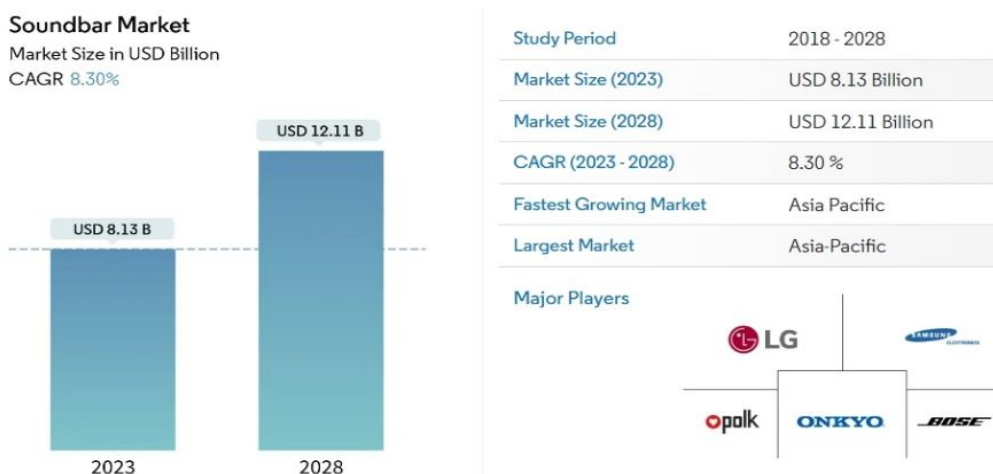 Soundbar Market
Market Size in USD Billion
CAGR 8.30%
USD 12.11 B
USD 8.13 B
2023 2028
Study Period 2018 - 2028
Market Size (2023) USD 8.13 Billion
Market Size (2028) USD 12.11 Billion
CAGR (2023 - 2028) 8.30 %
Fastest Growing Market Asia Pacific
Largest Market Asia-Pacific
Major Players
LG SAMSUNG ELECTRONICS
polk ONKYO BOSE